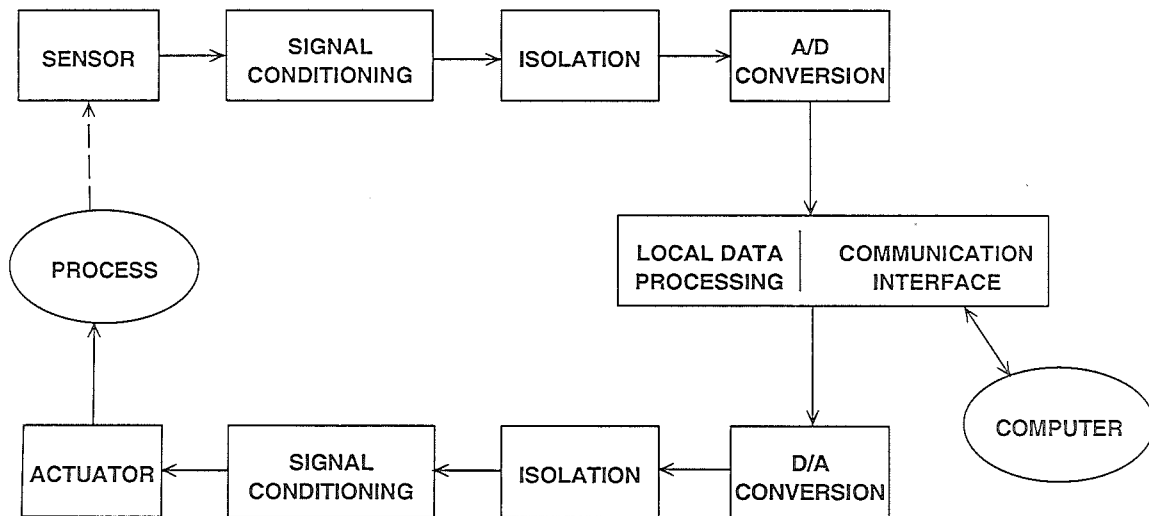 SENSOR
SIGNAL
CONDITIONING
ISOLATION
A/D
CONVERSION
PROCESS
LOCAL DATA
PROCESSING
COMMUNICATION
INTERFACE
COMPUTER
ACTUATOR
SIGNAL
CONDITIONING
ISOLATION
D/A
CONVERSION